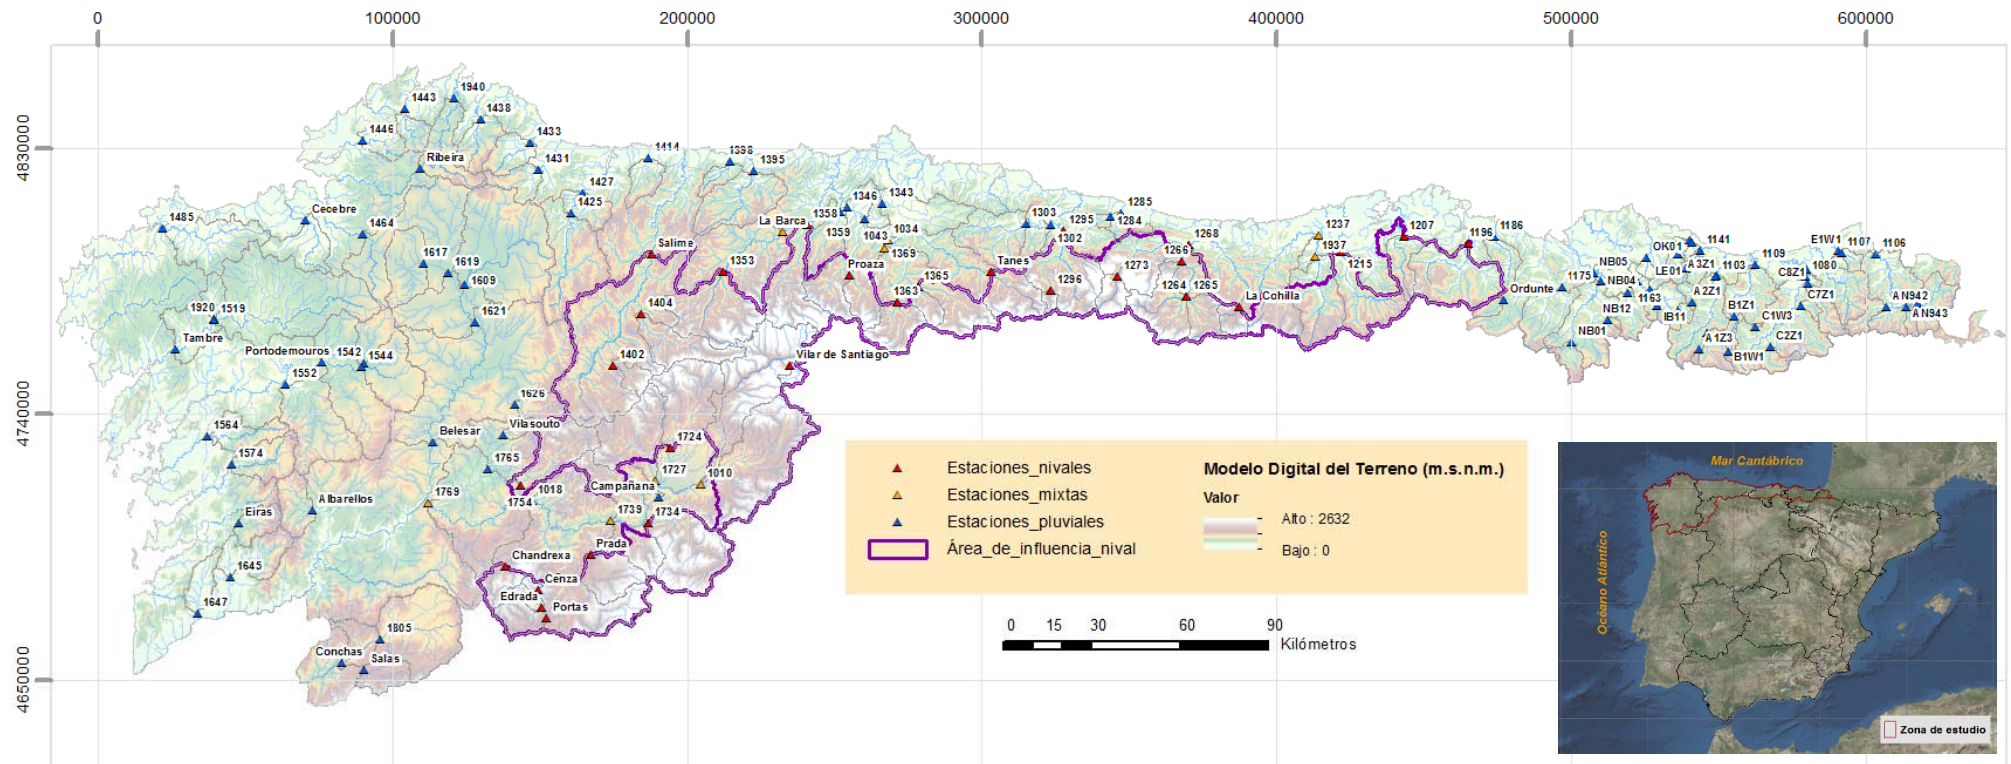 0
100000
200000
300000
400000
500000
600000
4830000
4740000
4650000
1940
1443
1438
1446
1433
1414
1398
1395
Ribeira
1431
1427
1425
1346
1343
1485
Cecebre
1464
La Barca
1358
1034
1359
1043
1369
1303
1295
1285
1284
1302
1268
1266
1237
1937
1207
1186
1196
1215
Salime
1353
Proaza
1365
1363
Tanes
1296
1273
1264
1265
La Cohilla
1617
1619
1609
1404
1621
1920
1519
Tambre
Portodemouros
1542
1544
1552
1402
Vilar de Santiago
Ordunte
1175
NB05
NB04
OK01
1141
LE01
A3Z1
1103
1109
C8Z1
1080
E1W1
1107
1106
C7Z1
1163
NB12
IB11
A2Z1
B1Z1
C1W3
C2Z1
NB01
A1Z3
B1W1
AN942
AN943
1626
1564
Belesar
Vilasouto
1574
1765
1724
1727
1010
Campañana
1018
1754
1769
1739
1734
Albarellos
Eiras
Prada
Chandrexa
Cenza
Edrada
Portas
1645
1647
1805
Conchas
Salas
Estaciones_nivales
Estaciones_mixtas
Estaciones_pluviales
Área_de_influencia_nival
Modelo Digital del Terreno (m.s.n.m.)
Valor
Alto : 2632
Bajo : 0
0 15 30 60 90
Kilómetros
Mar Cantábrico
Océano Atlántico
Zona de estudio